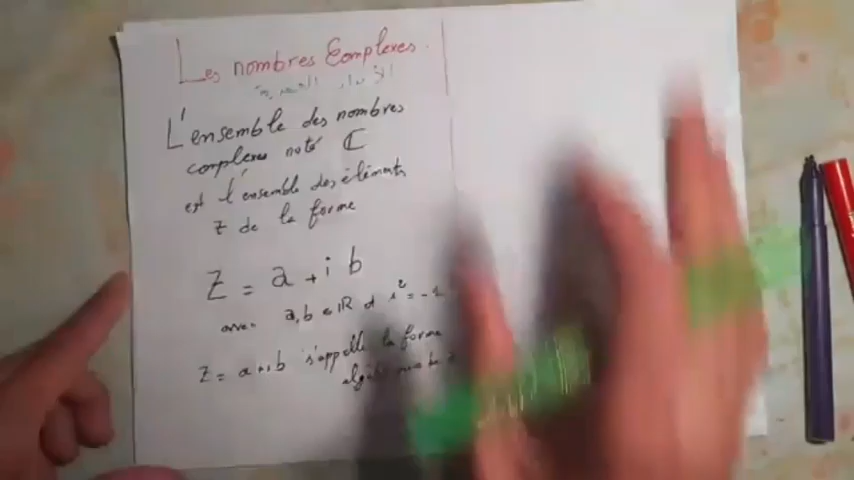 Les nombres Complexes.
L'ensemble des nombres
complexes noté ℂ
est l'ensemble des éléments
z de la forme
Z = a + i b
avec a, b ∈ ℝ et i² = -1
z = a + ib s'appelle la forme